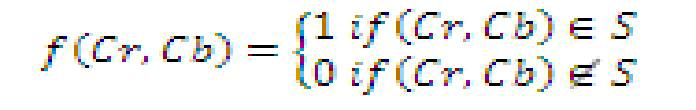 f(Cr, Cb) = {1 if(Cr, Cb) ∈ S
0 if(Cr, Cb) ∉ S